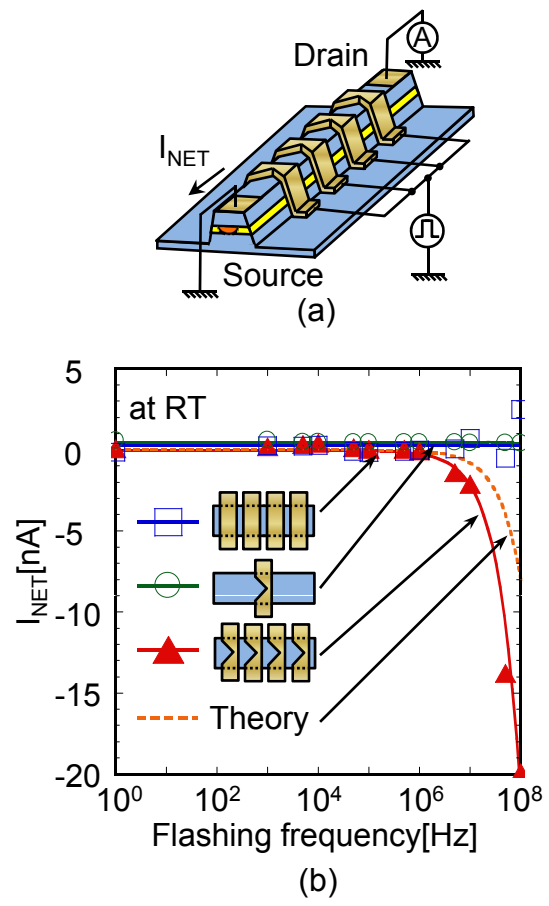 A
Drain
I_NET
Source
(a)
5
at RT
0
-5
-10
-15
Theory
-20
10^0 10^2 10^4 10^6 10^8
I_NET[nA]
Flashing frequency[Hz]
(b)